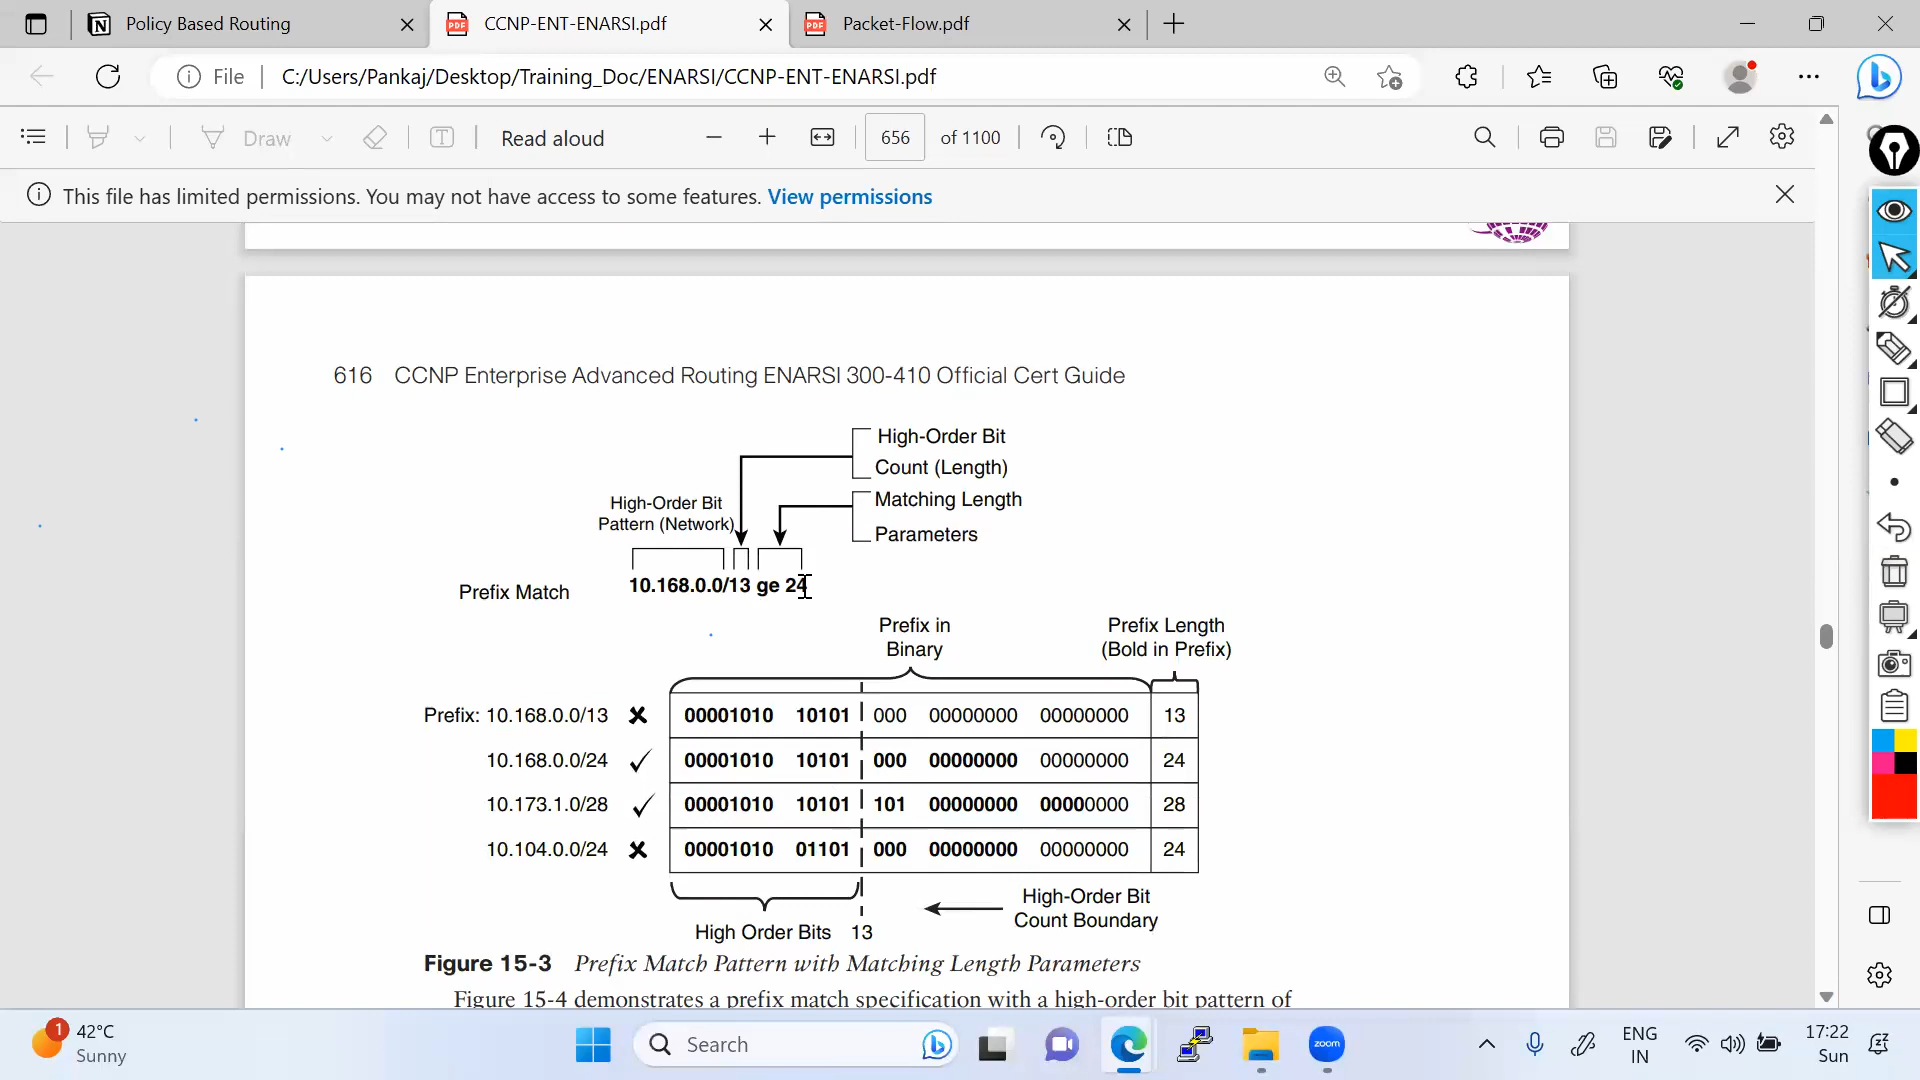 Policy Based Routing
CCNP-ENT-ENARSI.pdf
Packet-Flow.pdf
File
C:/Users/Pankaj/Desktop/Training_Doc/ENARSI/CCNP-ENT-ENARSI.pdf
Draw
Read aloud
656 of 1100
This file has limited permissions. You may not have access to some features. View permissions
616 CCNP Enterprise Advanced Routing ENARSI 300-410 Official Cert Guide
High-Order Bit
Count (Length)
High-Order Bit
Pattern (Network)
Matching Length
Parameters
Prefix Match 10.168.0.0/13 ge 24
Prefix in
Binary
Prefix Length
(Bold in Prefix)
Prefix: 10.168.0.0/13 ✘ 00001010 10101 000 00000000 00000000 13
10.168.0.0/24 ✓ 00001010 10101 000 00000000 00000000 24
10.173.1.0/28 ✓ 00001010 10101 101 00000000 00000000 28
10.104.0.0/24 ✘ 00001010 01101 000 00000000 00000000 24
High Order Bits 13
High-Order Bit
Count Boundary
Figure 15-3 Prefix Match Pattern with Matching Length Parameters
Figure 15-4 demonstrates a prefix match specification with a high-order bit pattern of
1
42°C
Sunny
Search
zoom
ENG
IN
17:22
Sun